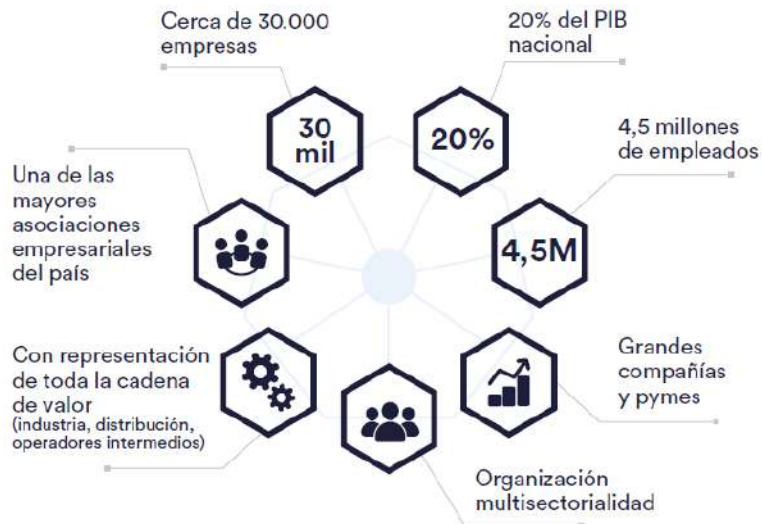 Cerca de 30.000
empresas
20% del PIB
nacional
30
mil
20%
4,5 millones
de empleados
Una de las
mayores
asociaciones
empresariales
del país
4,5M
Con representación
de toda la cadena
de valor
(industria, distribución,
operadores intermedios)
Grandes
compañías
y pymes
Organización
multisectorialidad